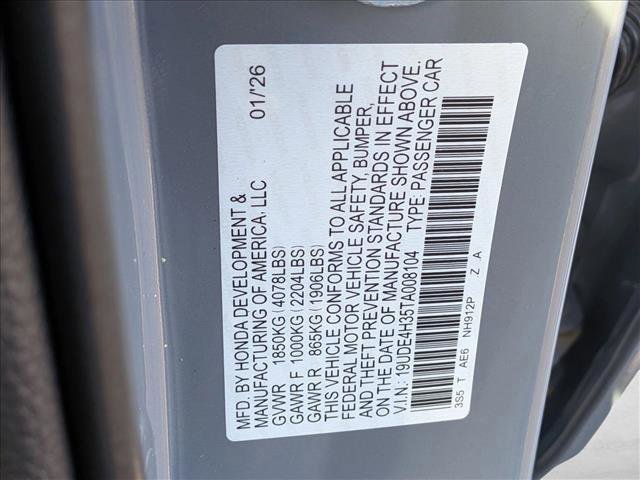 MFD. BY HONDA DEVELOPMENT & 01/'26
MANUFACTURING OF AMERICA, LLC
GVWR 1850KG (4078LBS)
GAWR F 1000KG (2204LBS)
GAWR R 865KG (1906LBS)
THIS VEHICLE CONFORMS TO ALL APPLICABLE
FEDERAL MOTOR VEHICLE SAFETY, BUMPER,
AND THEFT PREVENTION STANDARDS IN EFFECT
ON THE DATE OF MANUFACTURE SHOWN ABOVE.
V.I.N.: 19UDE4H35TA008104 TYPE: PASSENGER CAR
3S5 T AE6 NH912P Z A